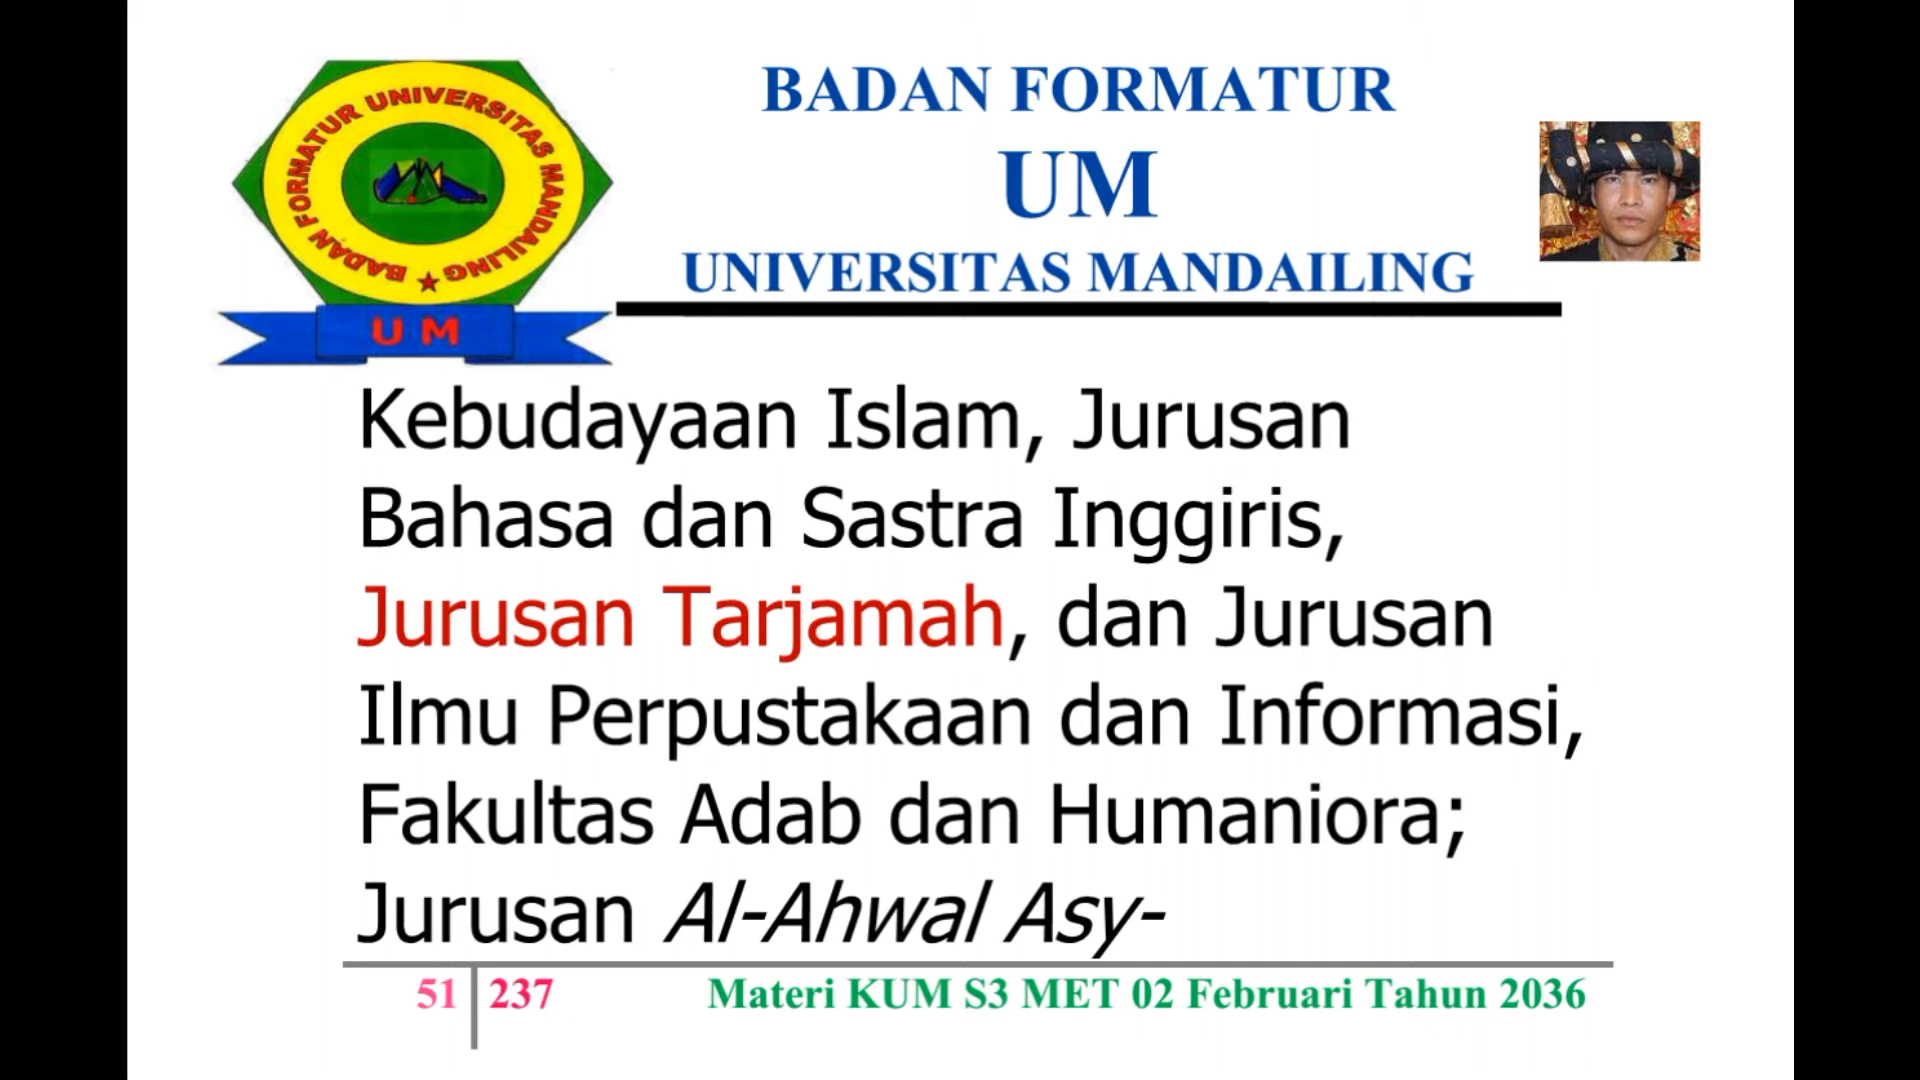 BADAN FORMATUR UNIVERSITAS MANDAILING
U M
BADAN FORMATUR
UM
UNIVERSITAS MANDAILING
Kebudayaan Islam, Jurusan
Bahasa dan Sastra Inggiris,
Jurusan Tarjamah, dan Jurusan
Ilmu Perpustakaan dan Informasi,
Fakultas Adab dan Humaniora;
Jurusan Al-Ahwal Asy-
51 237 Materi KUM S3 MET 02 Februari Tahun 2036